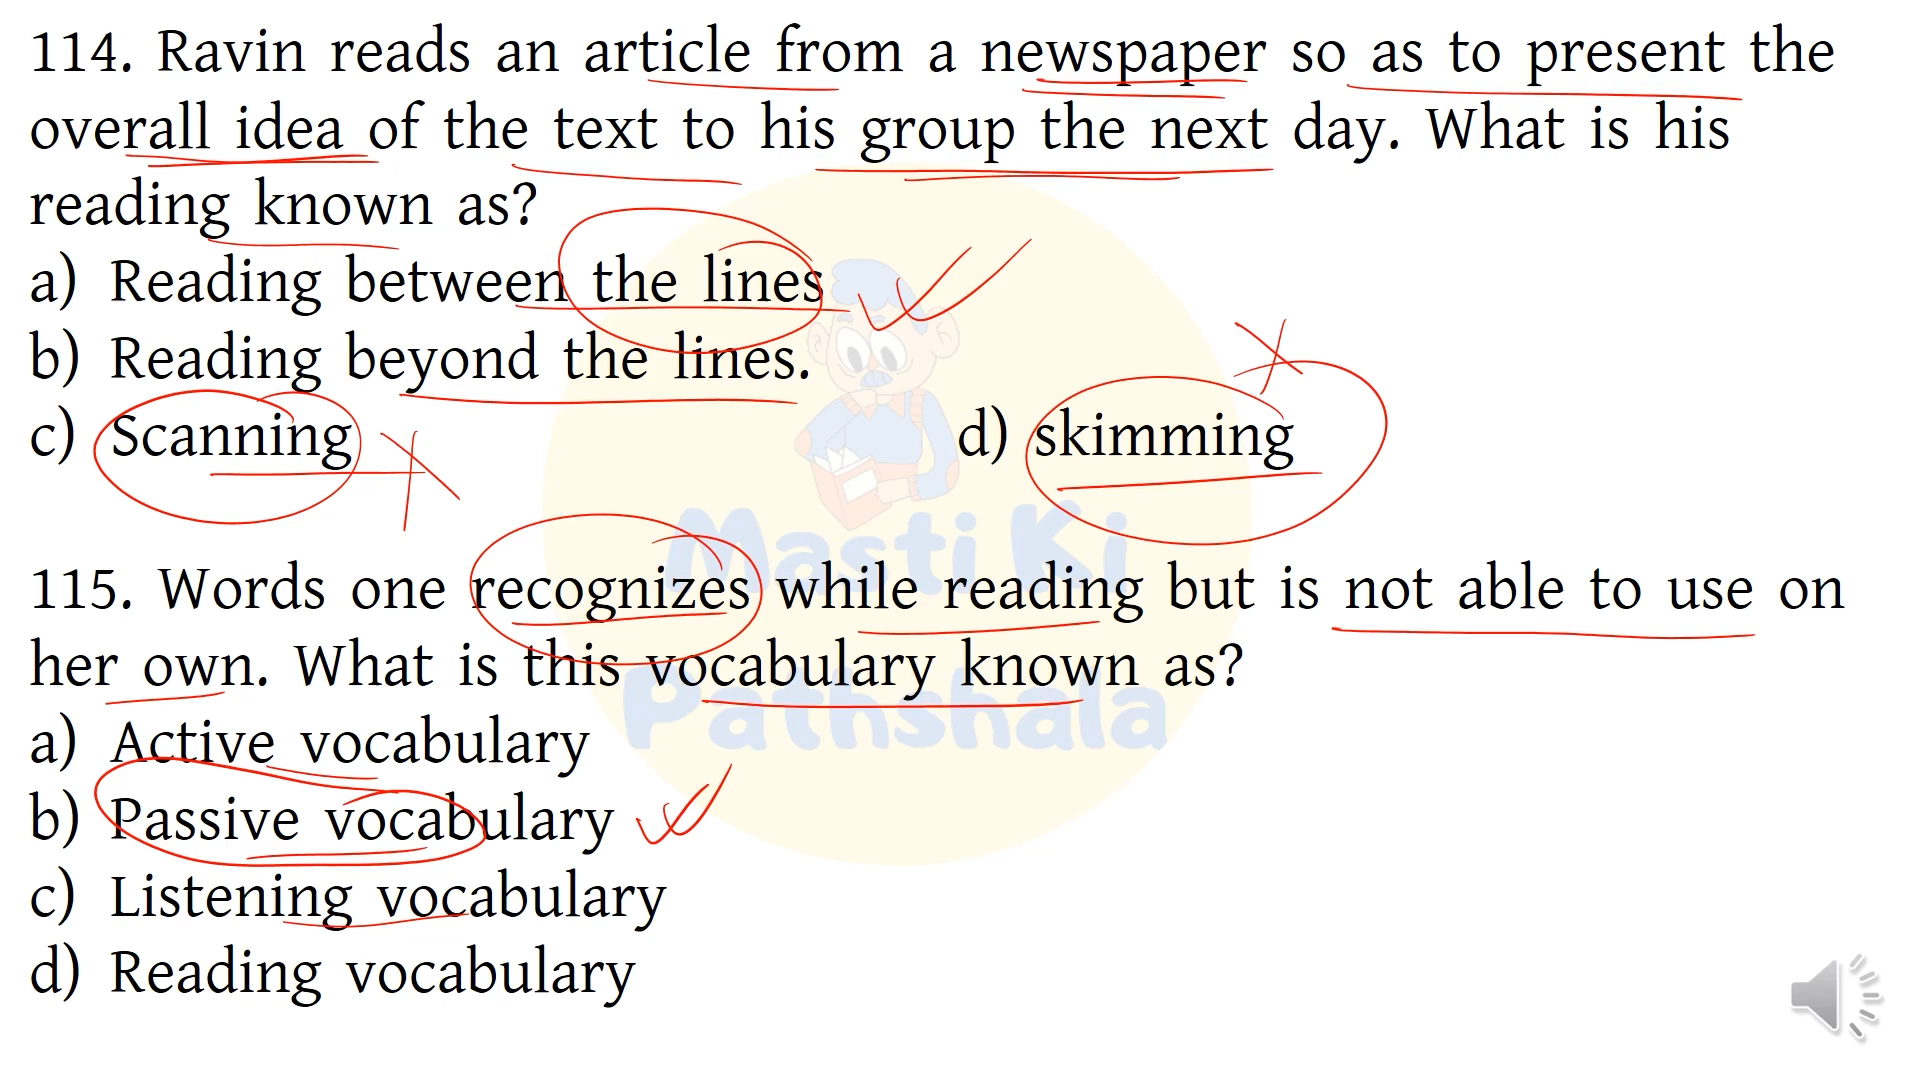 114. Ravin reads an article from a newspaper so as to present the
overall idea of the text to his group the next day. What is his
reading known as?
a) Reading between the lines
b) Reading beyond the lines.
c) Scanning d) skimming
115. Words one recognizes while reading but is not able to use on
her own. What is this vocabulary known as?
a) Active vocabulary
b) Passive vocabulary
c) Listening vocabulary
d) Reading vocabulary
Masti Ki
Pathshala